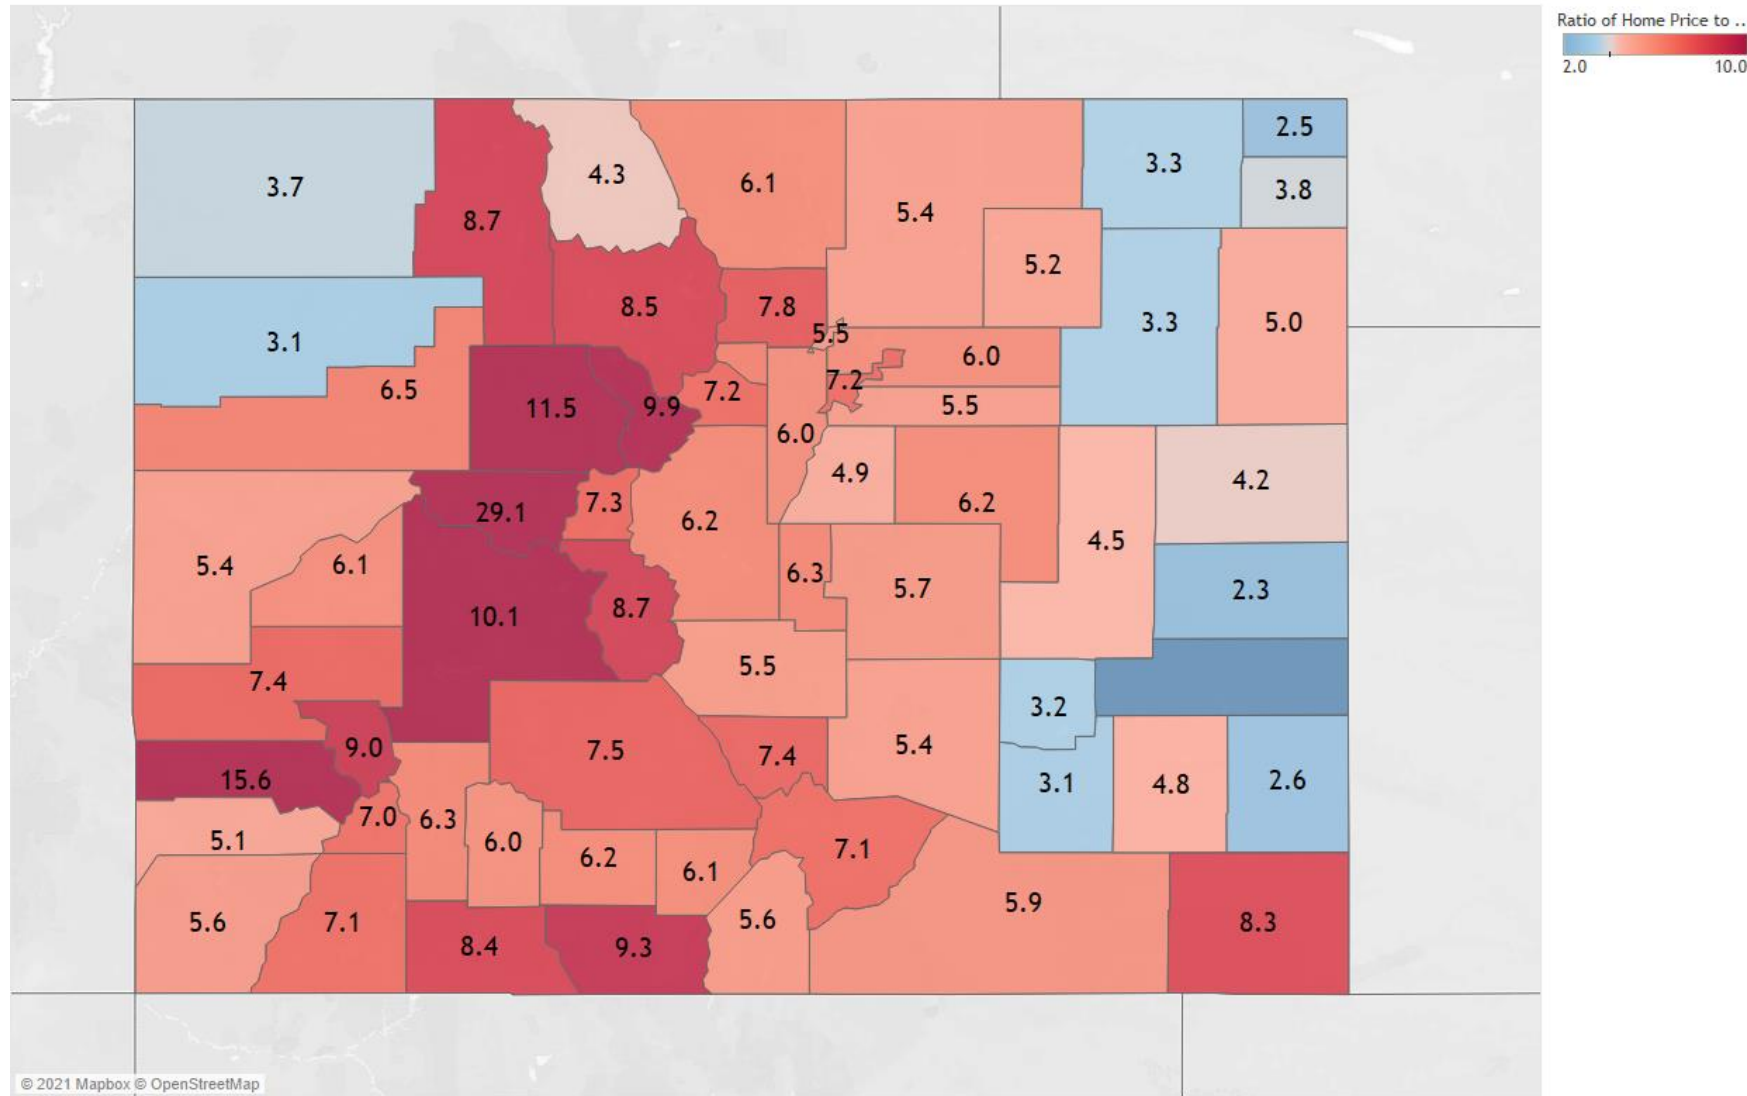 Ratio of Home Price to ..
2.0 10.0
2.5
3.3
3.7 4.3 6.1 3.8
8.7 5.4
5.2
8.5 7.8 3.3 5.0
3.1 5.5
6.0
6.5 7.2 7.2
11.5 9.9 5.5
6.0
4.9 4.2
29.1 7.3 6.2 6.2
4.5
5.4 6.1 6.3 5.7 2.3
10.1 8.7
5.5
7.4 3.2
9.0 7.5 7.4 5.4
15.6 3.1 4.8 2.6
7.0 6.3
5.1 6.0 7.1
6.2 6.1
5.6 7.1 5.6 5.9 8.3
8.4 9.3
© 2021 Mapbox © OpenStreetMap